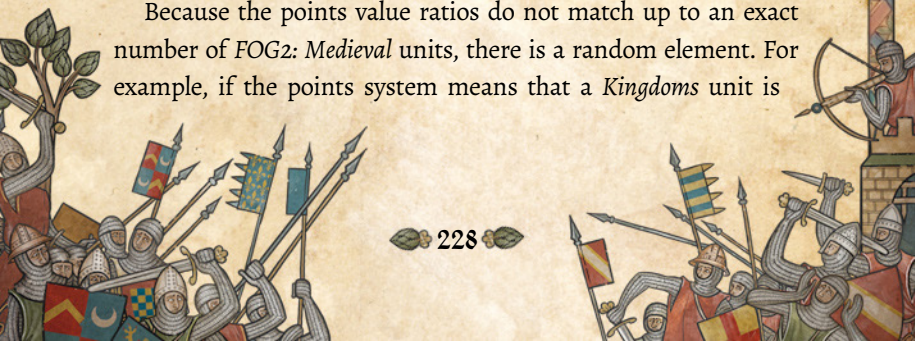 Because the points value ratios do not match up to an exact
number of FOG2: Medieval units, there is a random element. For
example, if the points system means that a Kingdoms unit is
228